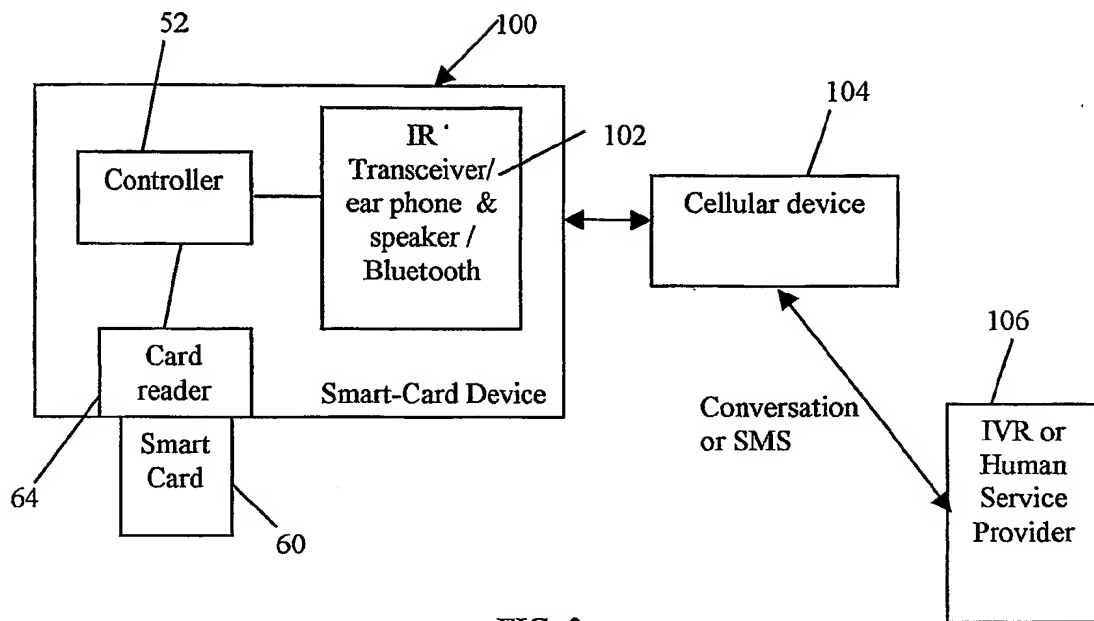 52
100
104
IR
Transceiver/
ear phone &
speaker /
Bluetooth
102
Controller
Cellular device
Card
reader
Smart-Card Device
64
Smart
Card
60
Conversation
or SMS
106
IVR or
Human
Service
Provider